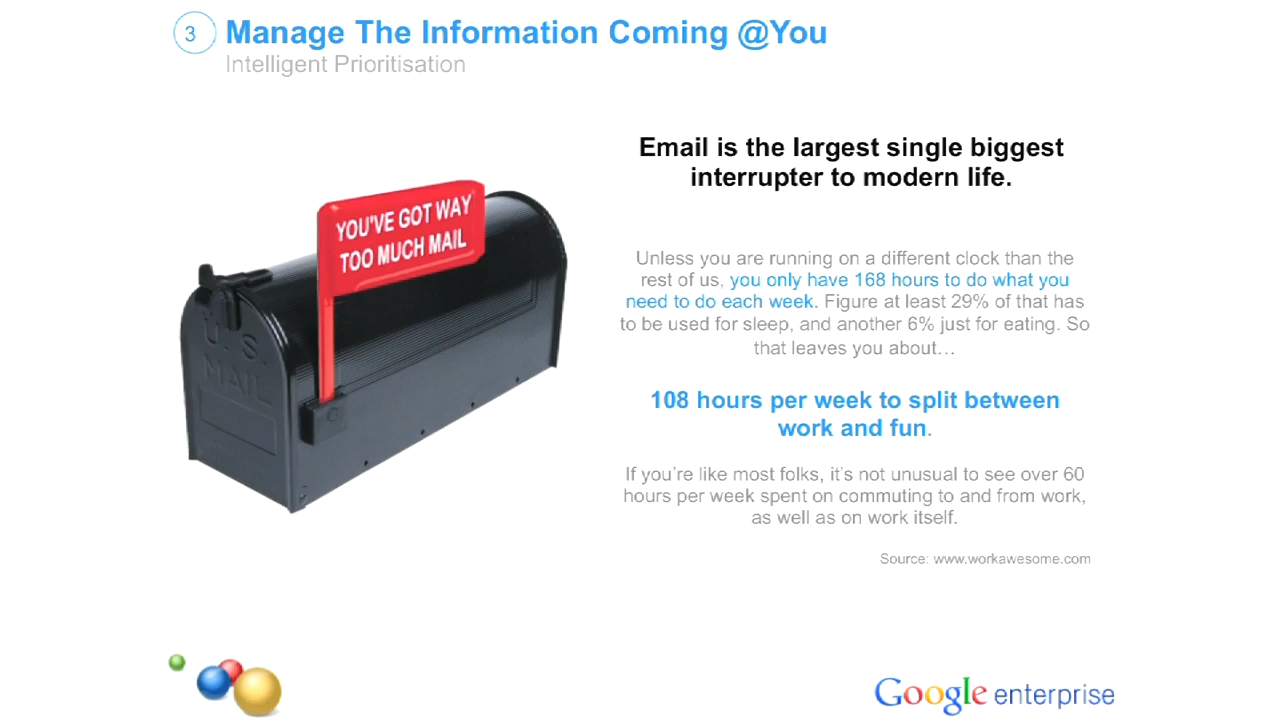 3
Manage The Information Coming @You
Intelligent Prioritisation
YOU'VE GOT WAY
TOO MUCH MAIL
U.S.
MAIL
Email is the largest single biggest
interrupter to modern life.
Unless you are running on a different clock than the
rest of us, you only have 168 hours to do what you
need to do each week. Figure at least 29% of that has
to be used for sleep, and another 6% just for eating. So
that leaves you about…
108 hours per week to split between
work and fun.
If you’re like most folks, it’s not unusual to see over 60
hours per week spent on commuting to and from work,
as well as on work itself.
Source: www.workawesome.com
Google enterprise